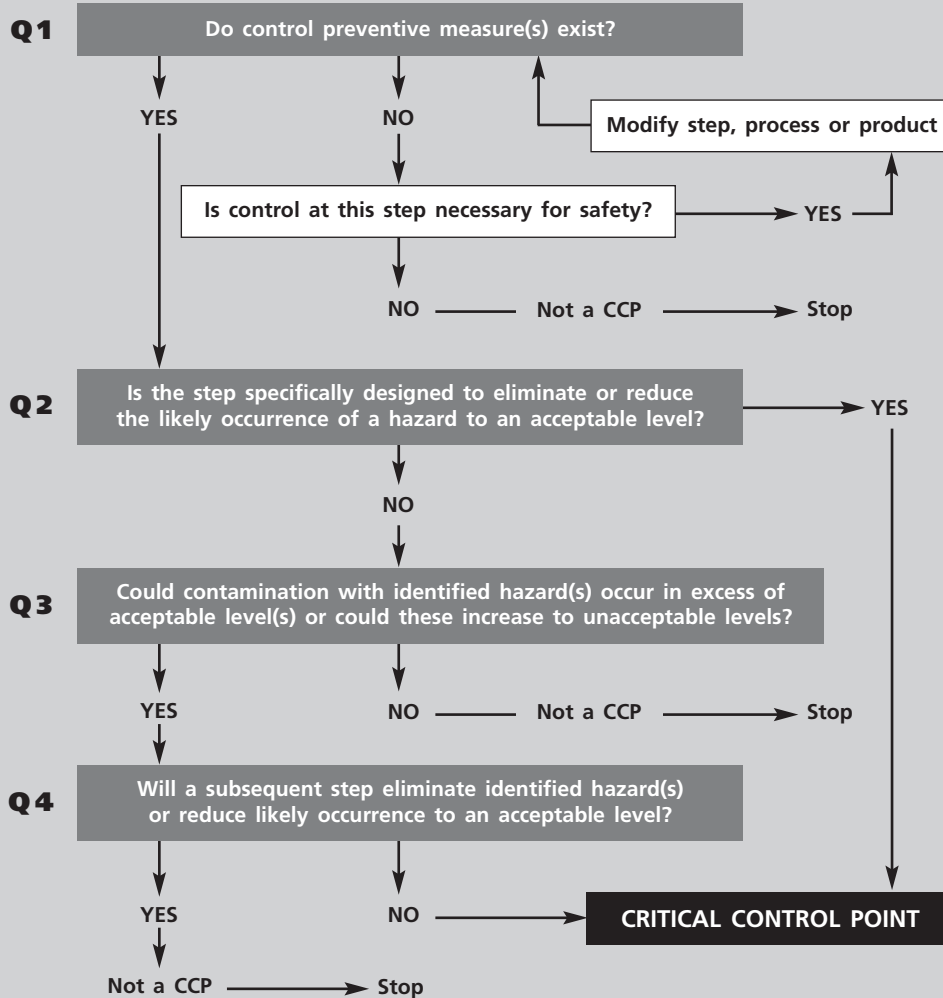 Q1
Do control preventive measure(s) exist?
YES
NO
Modify step, process or product
Is control at this step necessary for safety?
YES
NO
Not a CCP
Stop
Q2
Is the step specifically designed to eliminate or reduce
the likely occurrence of a hazard to an acceptable level?
YES
NO
Q3
Could contamination with identified hazard(s) occur in excess of
acceptable level(s) or could these increase to unacceptable levels?
YES
NO
Not a CCP
Stop
Q4
Will a subsequent step eliminate identified hazard(s)
or reduce likely occurrence to an acceptable level?
YES
NO
CRITICAL CONTROL POINT
Not a CCP
Stop